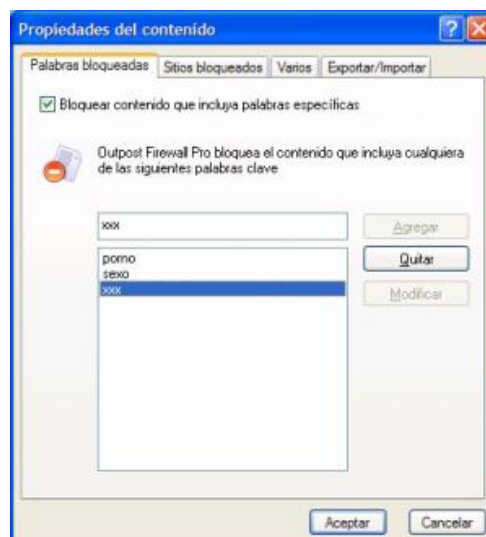 Propiedades del contenido
Palabras bloqueadas Sitios bloqueados Varios Exportar/Importar
Bloquear contenido que incluya palabras específicas
Outpost Firewall Pro bloquea el contenido que incluya cualquiera
de las siguientes palabras clave
xxx Agregar
porno Quitar
sexo
xxx Modificar
Aceptar Cancelar